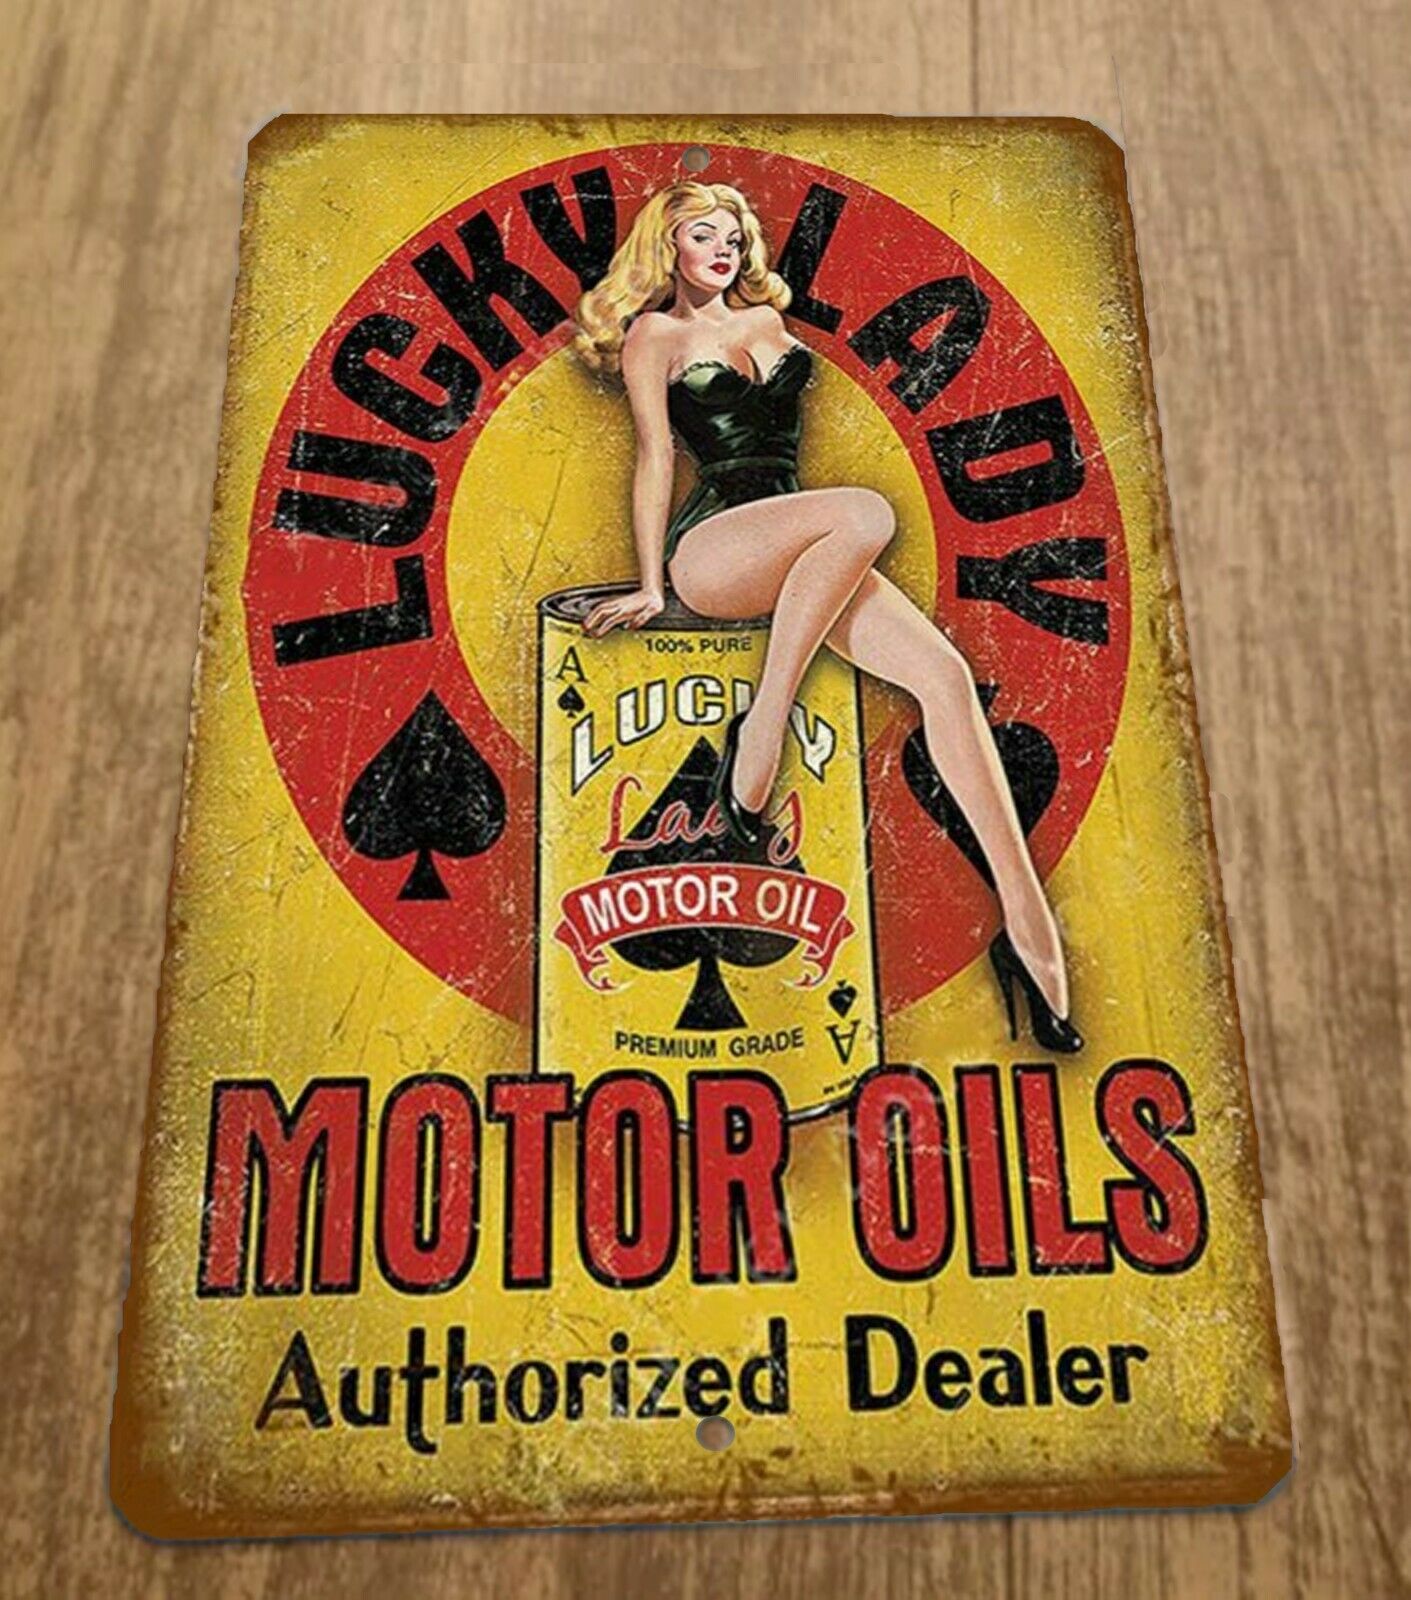 LUCKY LADY
100% PURE
A
LUCKY
Lady
MOTOR OIL
PREMIUM GRADE
A
MOTOR OILS
Authorized Dealer